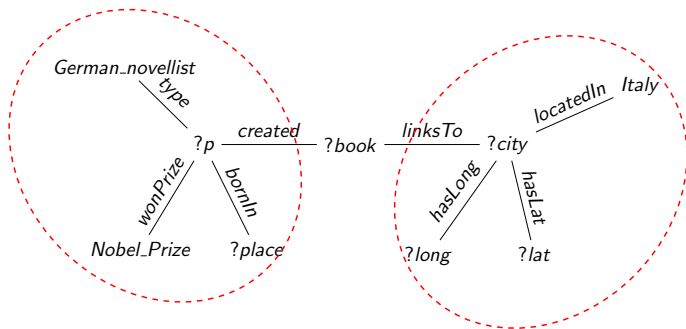 German_novellist
type
Italy
locatedIn
?p
created
?book
linksTo
?city
wonPrize
bornIn
hasLong
hasLat
Nobel_Prize
?place
?long
?lat